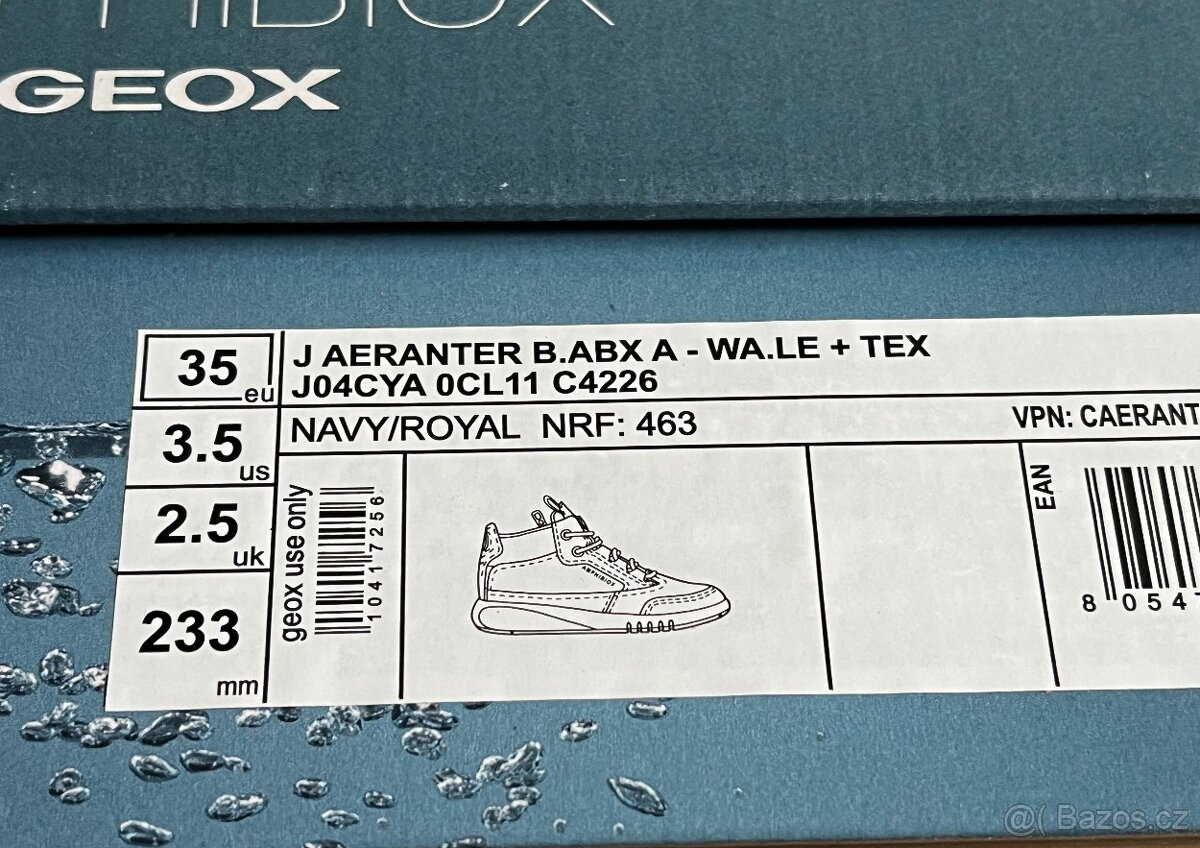 GEOX
35 eu
J AERANTER B.ABX A - WA.LE + TEX
J04CYA 0CL11 C4226
3.5 us
NAVY/ROYAL NRF: 463
VPN: CAERANT
2.5 uk
233 mm
geox use only
10417256
AMPHIBIOX
EAN
8 054
@( Bazos.cz